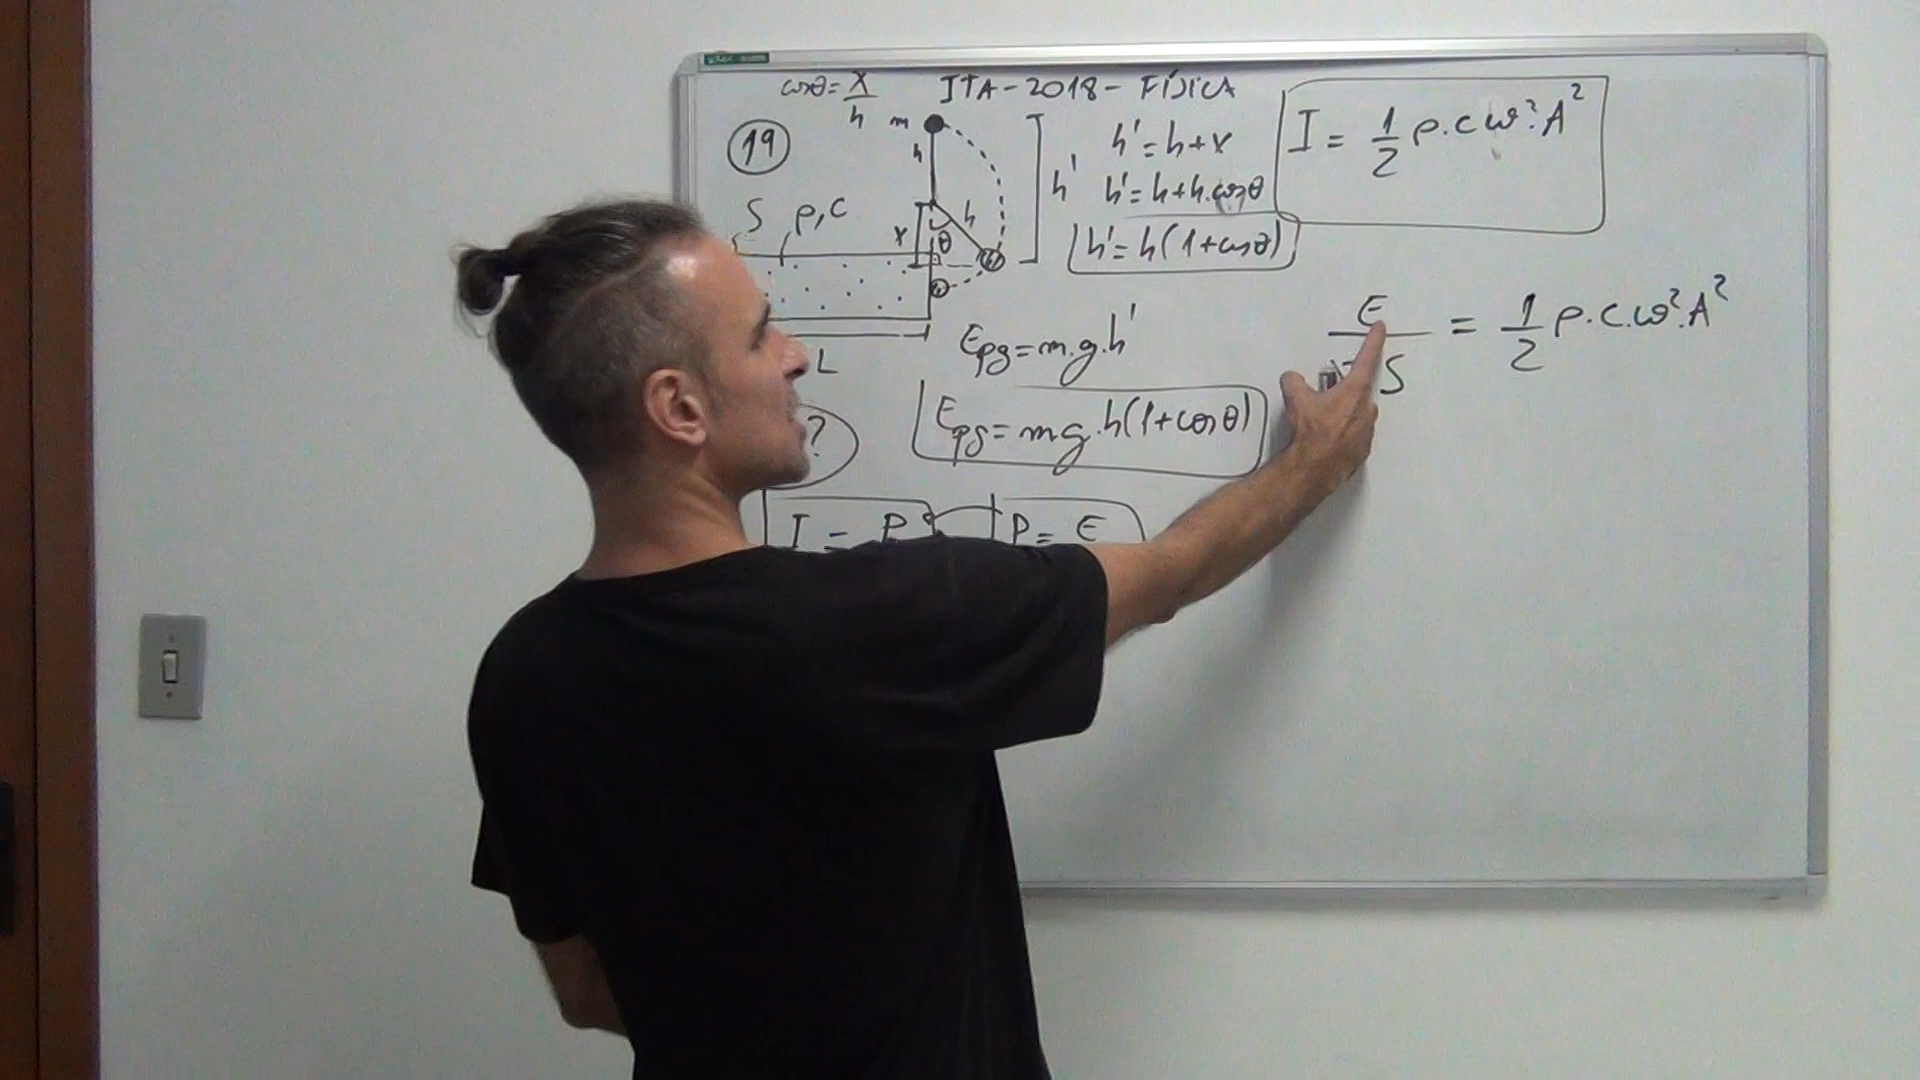 cosθ = x/h
ITA - 2018 - FÍSICA
19
m
h
h
x
θ
h'
S
ρ, c
L
h' = h + x
h' = h + h.cosθ
h' = h(1+cosθ)
I = 1/2 ρ.c ω².A²
Epg = m.g.h'
Epg = mg.h(1+cosθ)
E/ S = 1/2 ρ.c.ω².A²
?
I = P
P = E